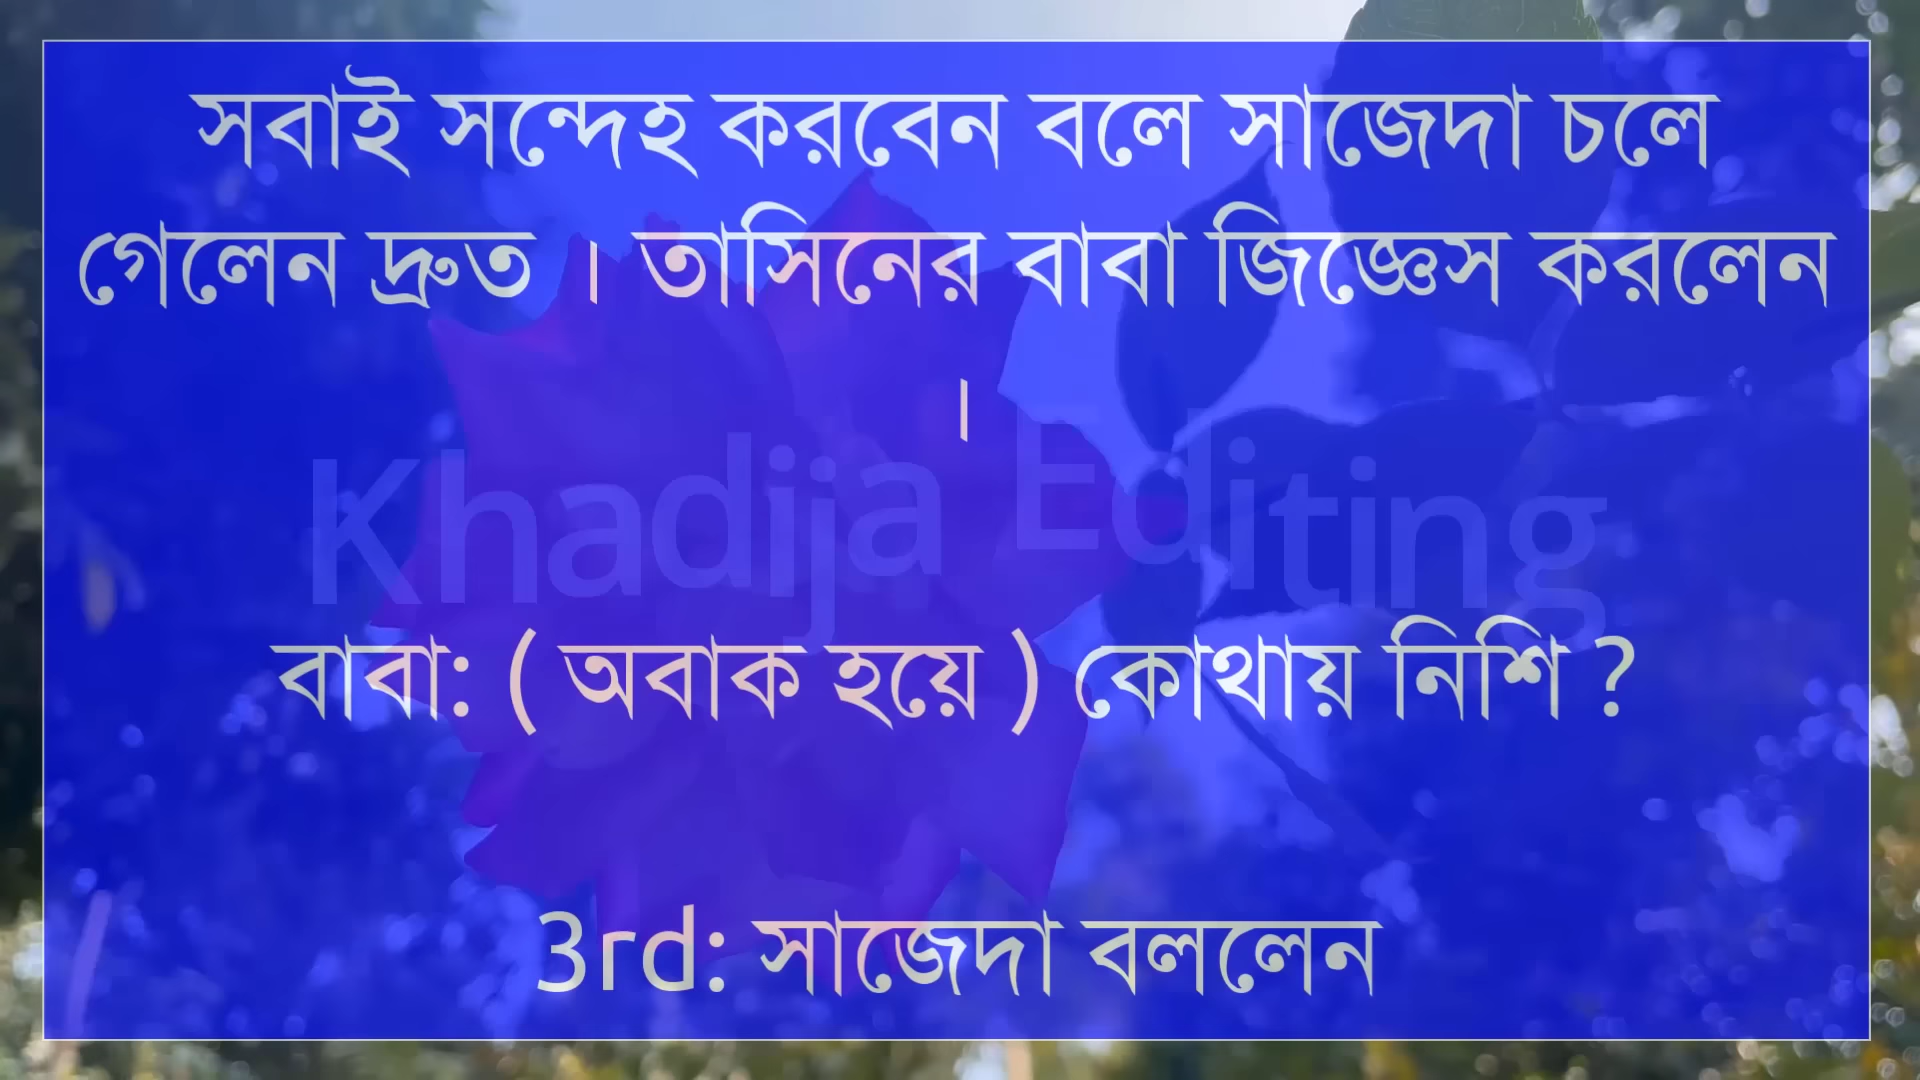 সবাই সন্দেহ করবেন বলে সাজেদা চলে
গেলেন দ্রুত । তাসিনের বাবা জিজ্ঞেস করলেন
।
Khadija Editing
বাবা: ( অবাক হয়ে ) কোথায় নিশি ?
3rd: সাজেদা বললেন